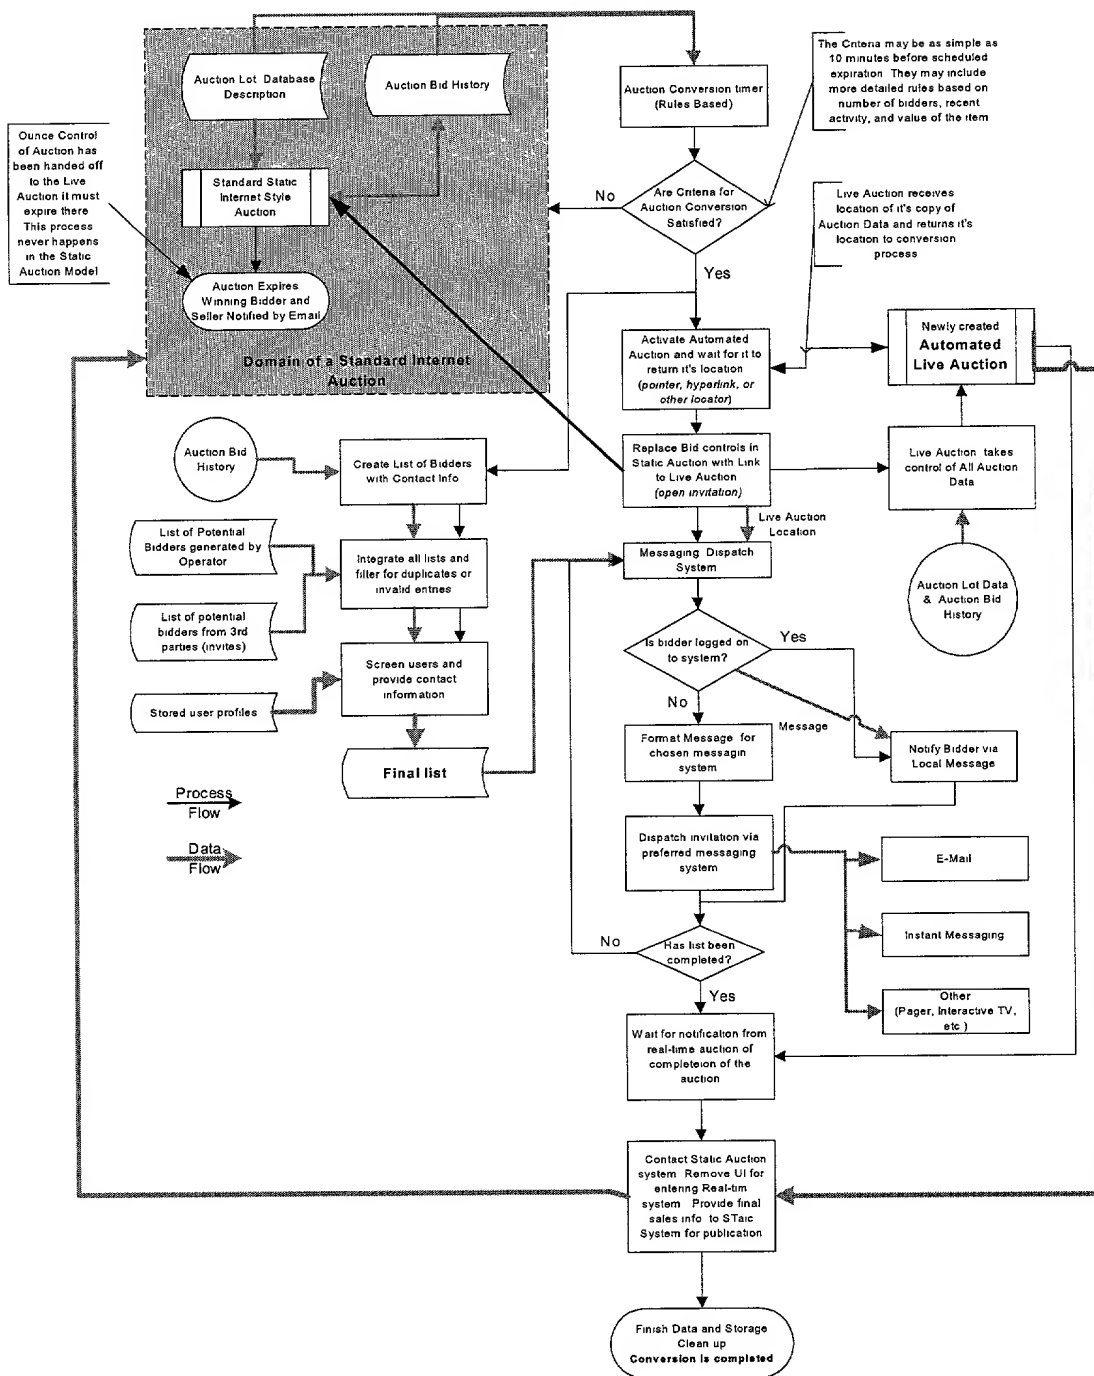 Auction Lot Database
Description
Auction Bid History
Auction Conversion timer
(Rules Based)
The Criteria may be as simple as
10 minutes before scheduled
expiration They may include
more detailed rules based on
number of bidders, recent
activity, and value of the item
Ounce Control
of Auction has
been handed off
to the Live
Auction it must
expire there
This process
never happens
in the Static
Auction Model
Standard Static
Internet Style
Auction
No
Are Criteria for
Auction Conversion
Satisfied?
Live Auction receives
location of it's copy of
Auction Data and returns it's
location to conversion
process
Yes
Auction Expires
Winning Bidder and
Seller Notified by Email
Domain of a Standard Internet
Auction
Activate Automated
Auction and wait for it to
return it's location
(pointer, hyperlink, or
other locator)
Newly created
Automated
Live Auction
Auction Bid
History
Create List of Bidders
with Contact Info
Replace Bid controls in
Static Auction with Link
to Live Auction
(open invitation)
Live Auction takes
control of All Auction
Data
Live Auction
Location
List of Potential
Bidders generated by
Operator
Integrate all lists and
filter for duplicates or
invalid entries
Messaging Dispatch
System
Auction Lot Data
& Auction Bid
History
List of potential
bidders from 3rd
parties (invites)
Is bidder logged on
to system?
Yes
Screen users and
provide contact
information
Stored user profiles
No
Message
Format Message for
chosen messagin
system
Notify Bidder via
Local Message
Final list
Process
Flow
Data
Flow
Dispatch invitation via
preferred messaging
system
E-Mail
Instant Messaging
No
Has list been
completed?
Yes
Other
(Pager, Interactive TV,
etc )
Wait for notification from
real-time auction of
completeion of the
auction
Contact Static Auction
system Remove UI for
entering Real-tim
system Provide final
sales info to STaic
System for publication
Finish Data and Storage
Clean up
Conversion is completed